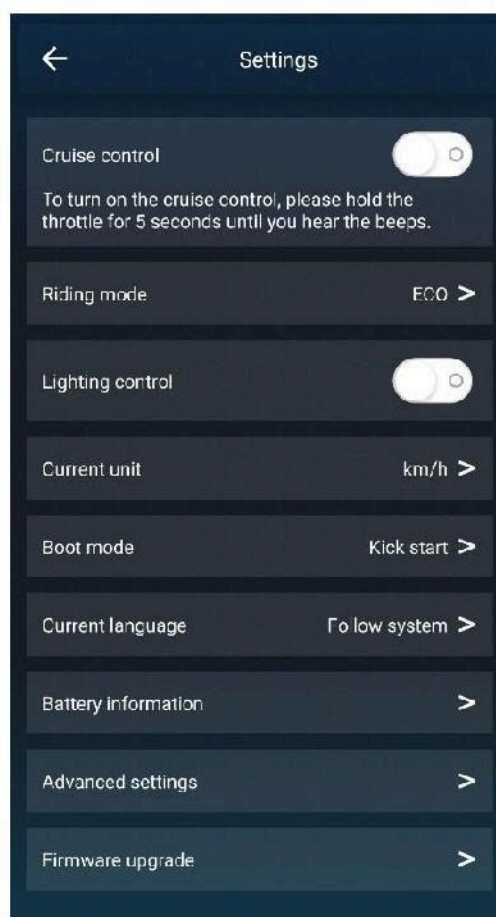 Settings
Cruise control
To turn on the cruise control, please hold the
throttle for 5 seconds until you hear the beeps.
Riding mode ECO >
Lighting control
Current unit km/h >
Boot mode Kick start >
Current language Follow system >
Battery information >
Advanced settings >
Firmware upgrade >